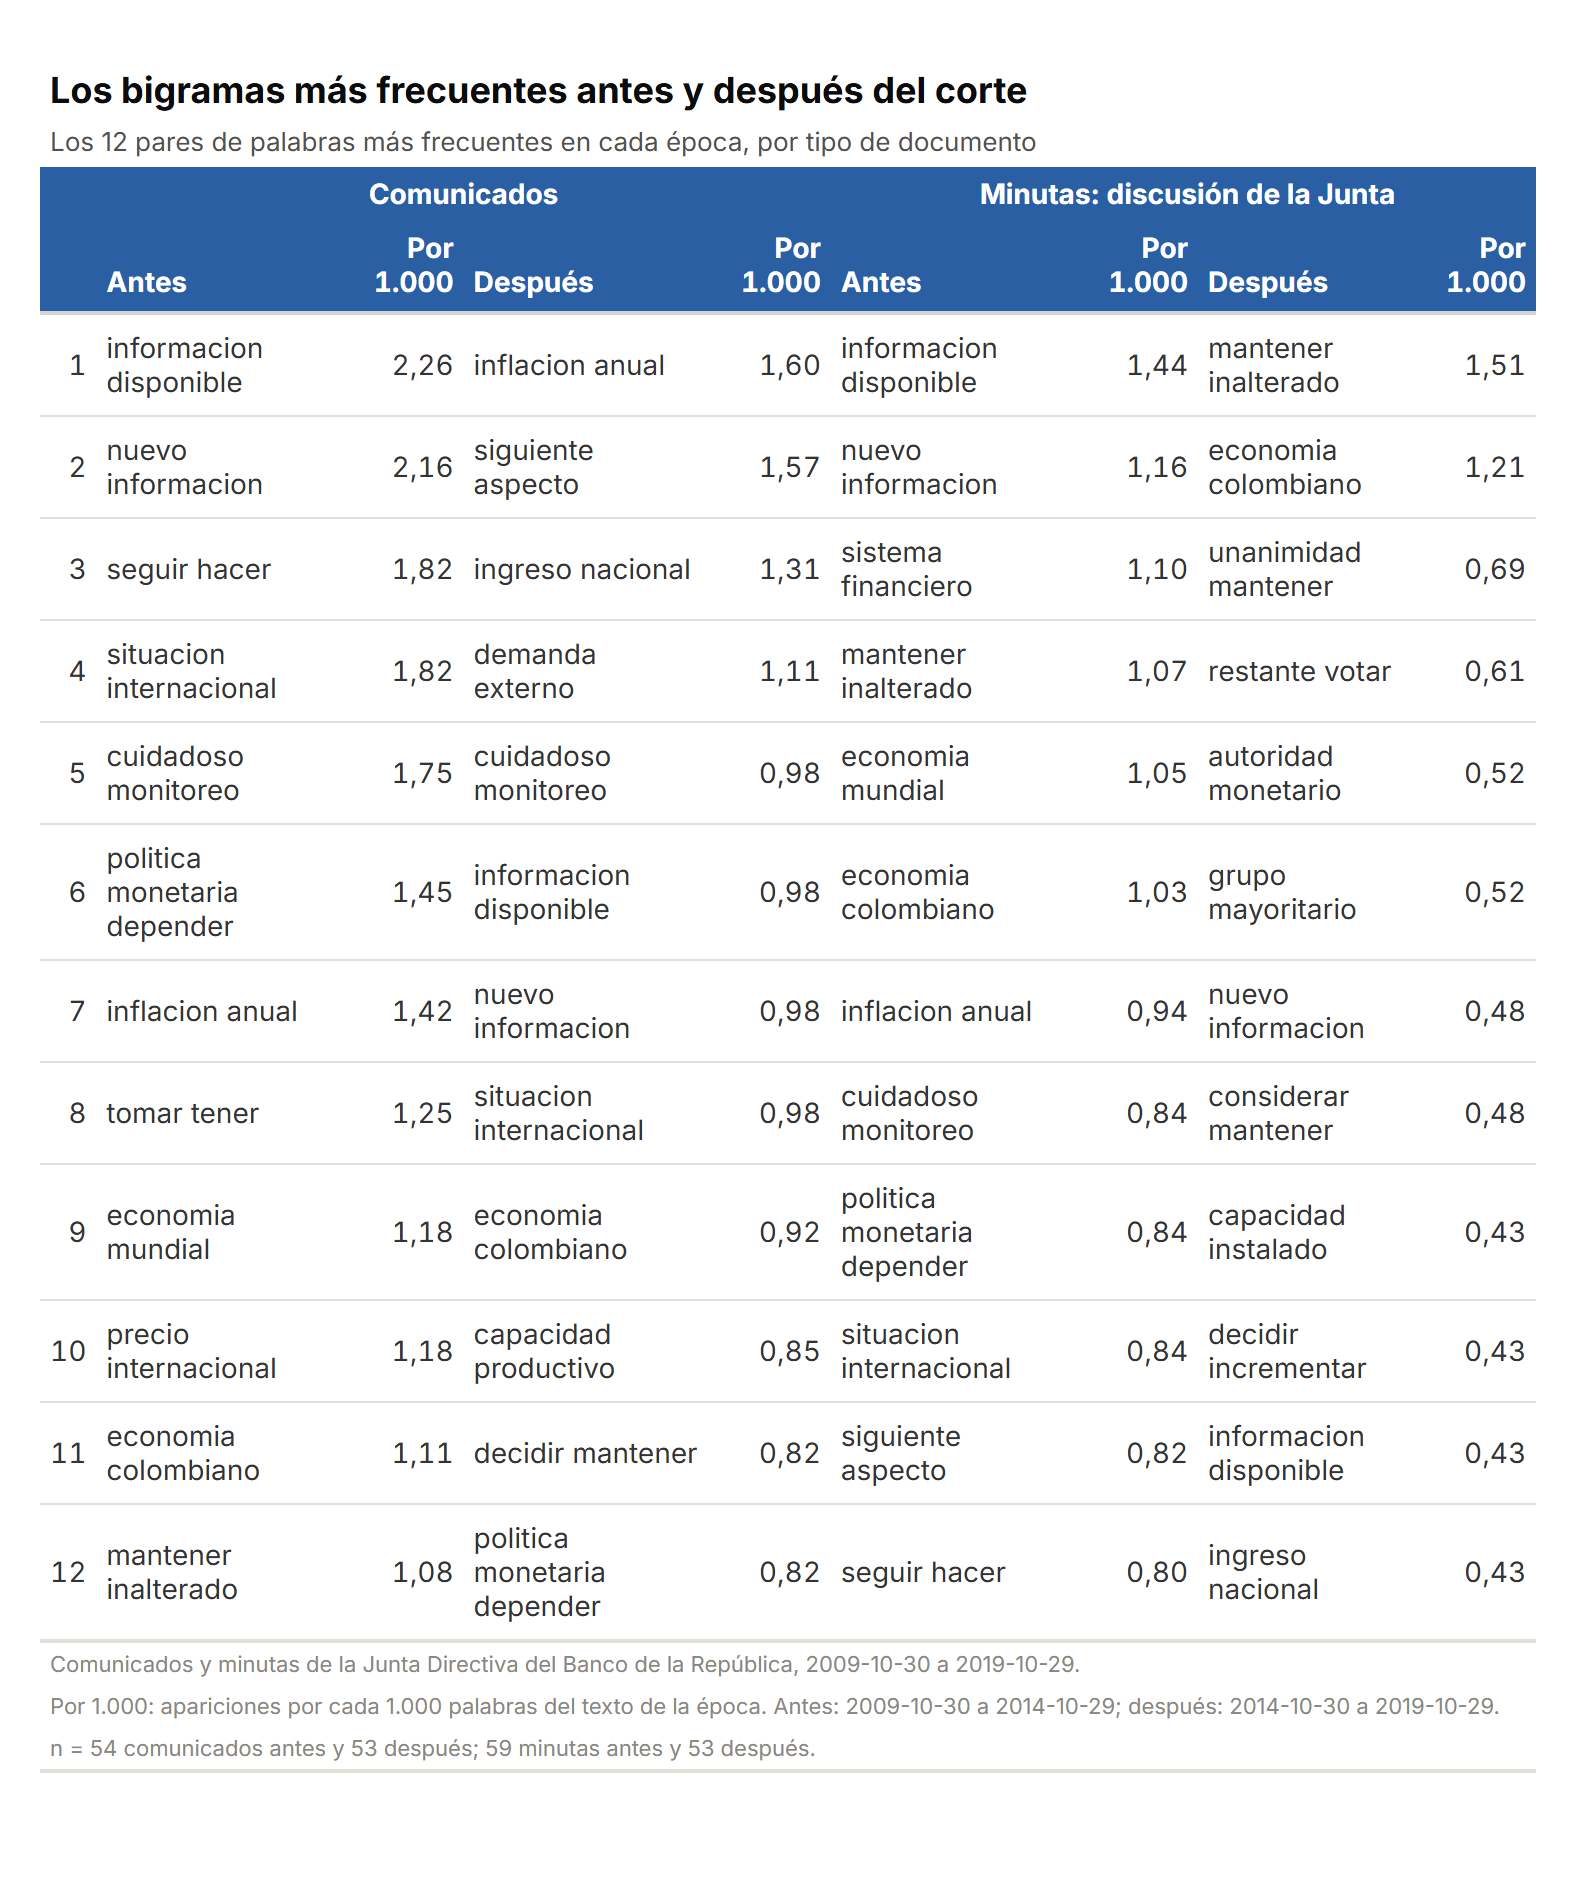 Los bigramas más frecuentes antes y después del corte
Los 12 pares de palabras más frecuentes en cada época, por tipo de documento
Comunicados Minutas: discusión de la Junta
Antes Por 1.000 Después Por 1.000 Antes Por 1.000 Después Por 1.000
1 informacion disponible 2,26 inflacion anual 1,60 informacion disponible 1,44 mantener inalterado 1,51
2 nuevo informacion 2,16 siguiente aspecto 1,57 nuevo informacion 1,16 economia colombiano 1,21
3 seguir hacer 1,82 ingreso nacional 1,31 sistema financiero 1,10 unanimidad mantener 0,69
4 situacion internacional 1,82 demanda externo 1,11 mantener inalterado 1,07 restante votar 0,61
5 cuidadoso monitoreo 1,75 cuidadoso monitoreo 0,98 economia mundial 1,05 autoridad monetario 0,52
6 politica monetaria depender 1,45 informacion disponible 0,98 economia colombiano 1,03 grupo mayoritario 0,52
7 inflacion anual 1,42 nuevo informacion 0,98 inflacion anual 0,94 nuevo informacion 0,48
8 tomar tener 1,25 situacion internacional 0,98 cuidadoso monitoreo 0,84 considerar mantener 0,48
9 economia mundial 1,18 economia colombiano 0,92 politica monetaria depender 0,84 capacidad instalado 0,43
10 precio internacional 1,18 capacidad productivo 0,85 situacion internacional 0,84 decidir incrementar 0,43
11 economia colombiano 1,11 decidir mantener 0,82 siguiente aspecto 0,82 informacion disponible 0,43
12 mantener inalterado 1,08 politica monetaria depender 0,82 seguir hacer 0,80 ingreso nacional 0,43
Comunicados y minutas de la Junta Directiva del Banco de la República, 2009-10-30 a 2019-10-29.
Por 1.000: apariciones por cada 1.000 palabras del texto de la época. Antes: 2009-10-30 a 2014-10-29; después: 2014-10-30 a 2019-10-29.
n = 54 comunicados antes y 53 después; 59 minutas antes y 53 después.